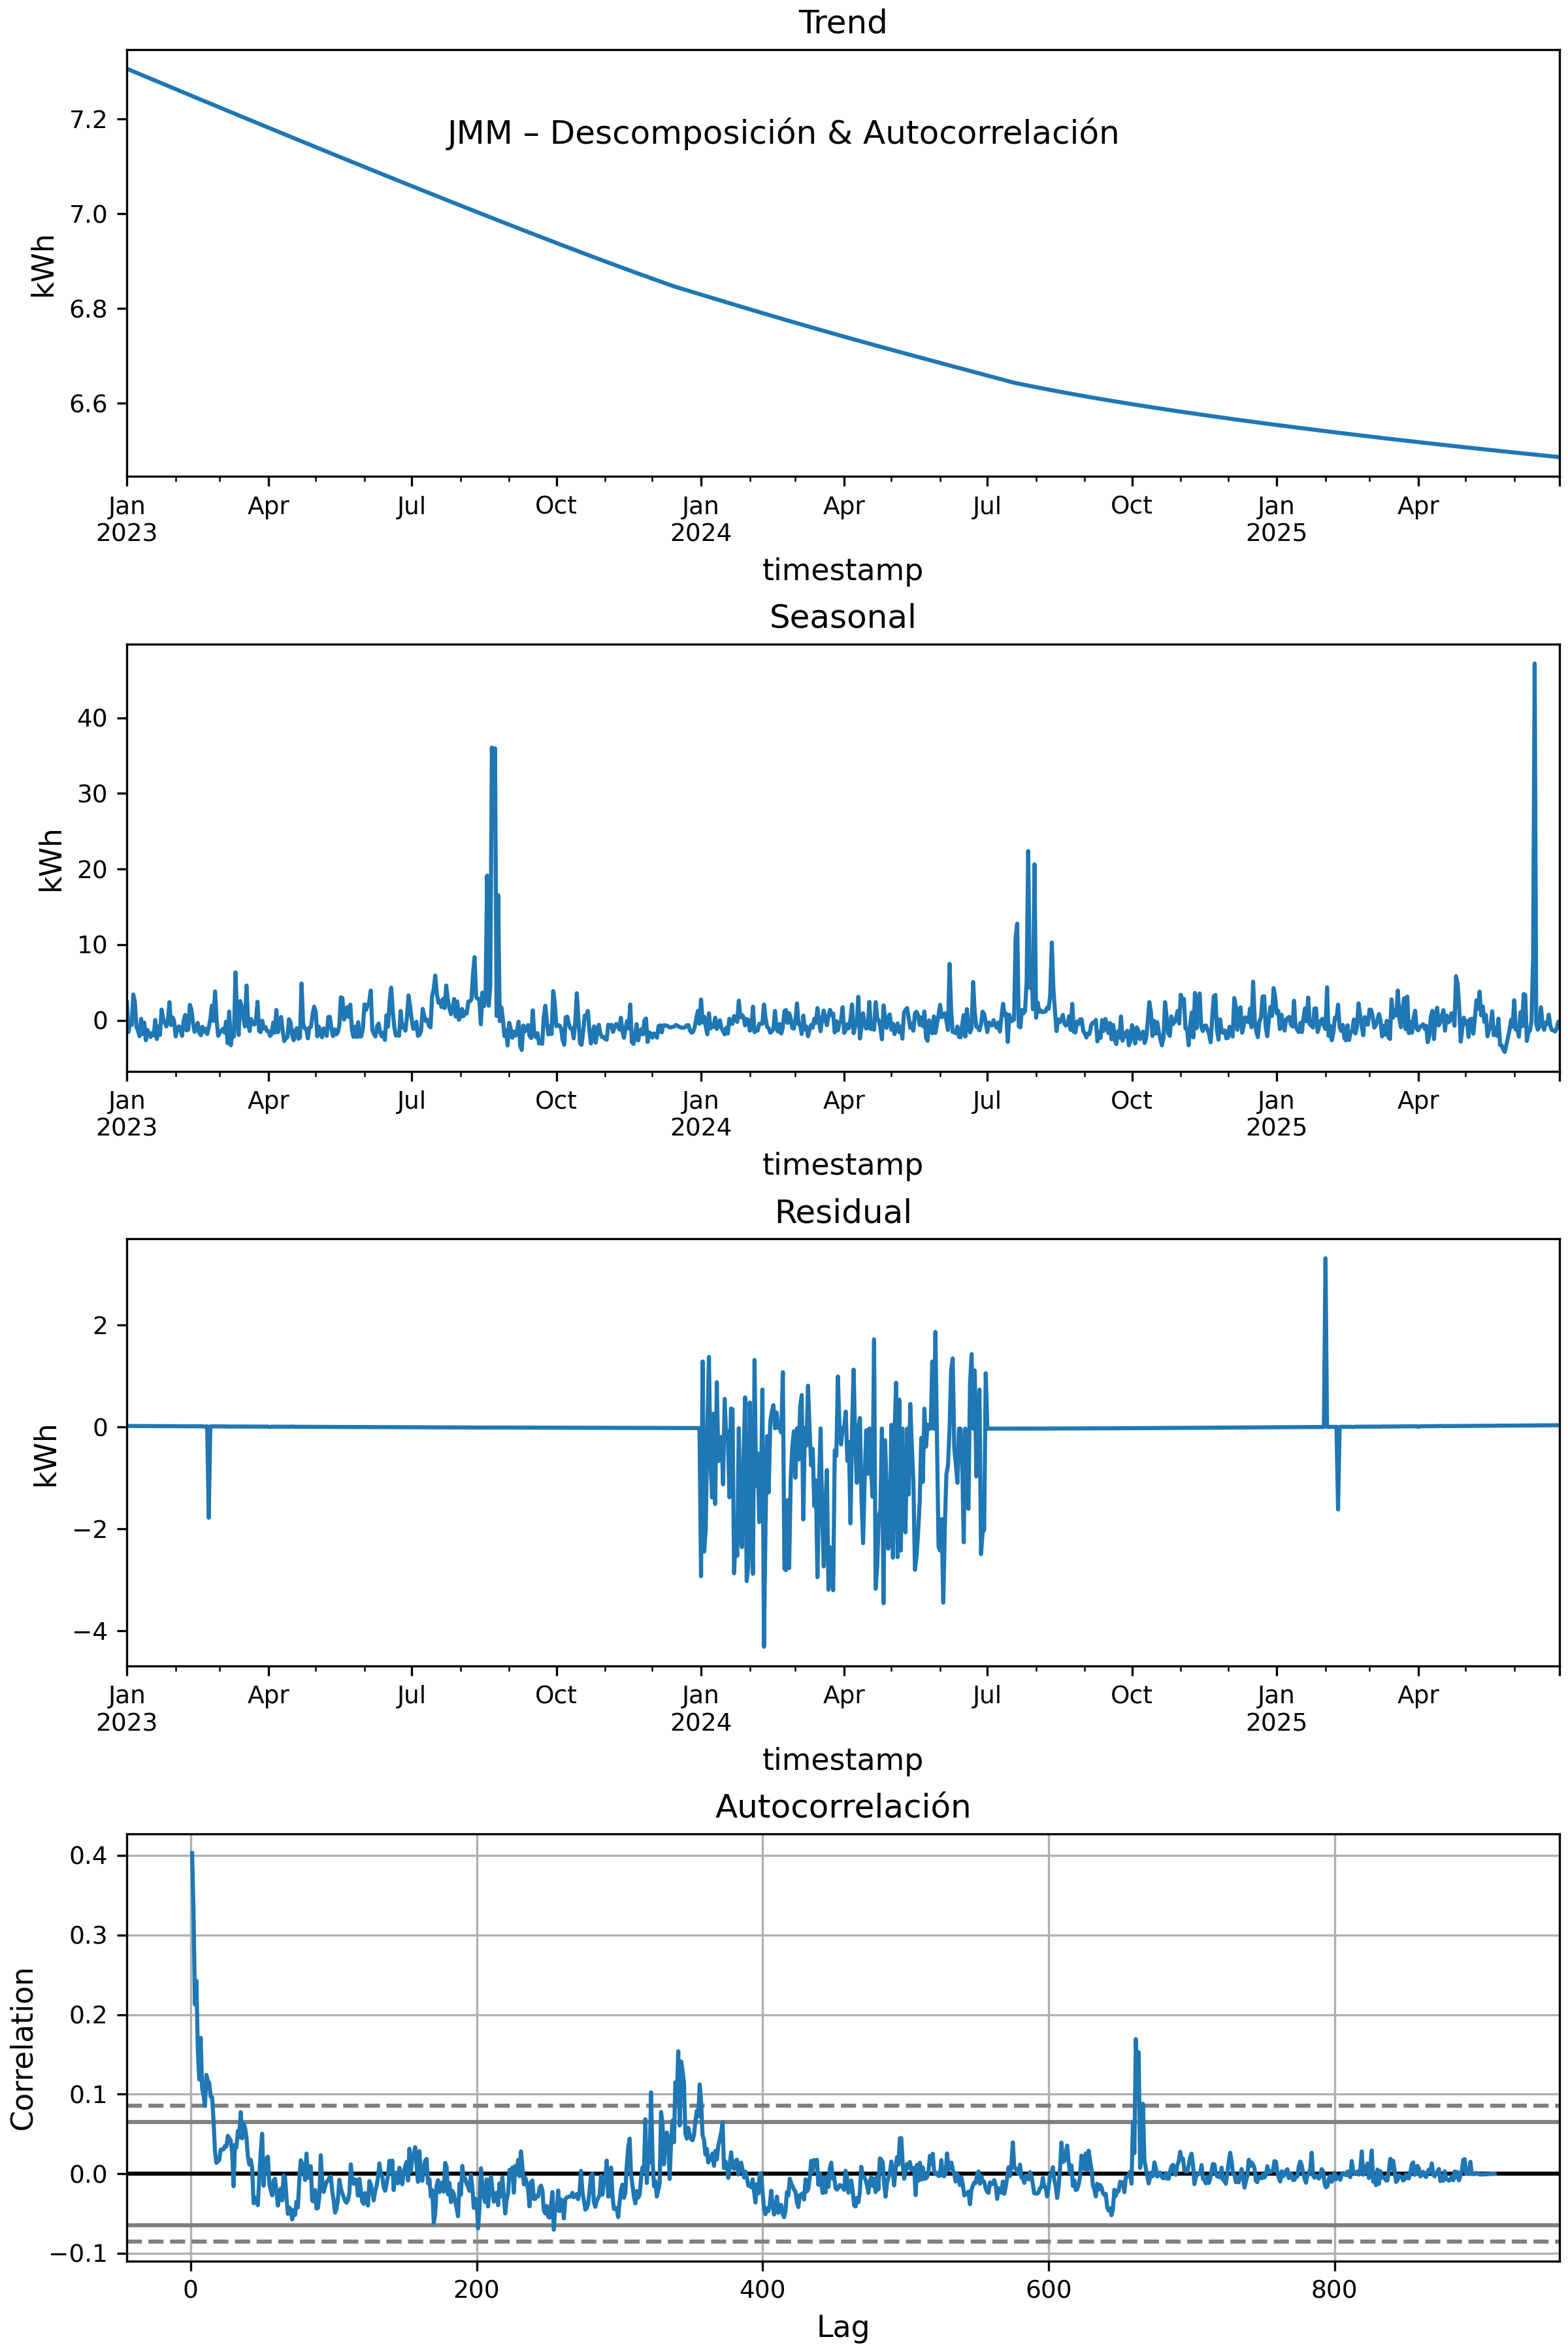 Trend
JMM – Descomposición & Autocorrelación
kWh
7.2
7.0
6.8
6.6
Jan Apr Jul Oct Jan Apr Jul Oct Jan Apr
2023 2024 2025
timestamp
Seasonal
kWh
40
30
20
10
0
Jan Apr Jul Oct Jan Apr Jul Oct Jan Apr
2023 2024 2025
timestamp
Residual
kWh
2
0
−2
−4
Jan Apr Jul Oct Jan Apr Jul Oct Jan Apr
2023 2024 2025
timestamp
Autocorrelación
Correlation
0.4
0.3
0.2
0.1
0.0
−0.1
0 200 400 600 800
Lag